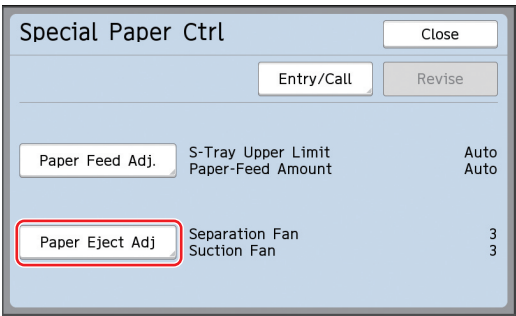 Special Paper Ctrl
Close
Entry/Call
Revise
Paper Feed Adj.
S-Tray Upper Limit Auto
Paper-Feed Amount Auto
Paper Eject Adj
Separation Fan 3
Suction Fan 3